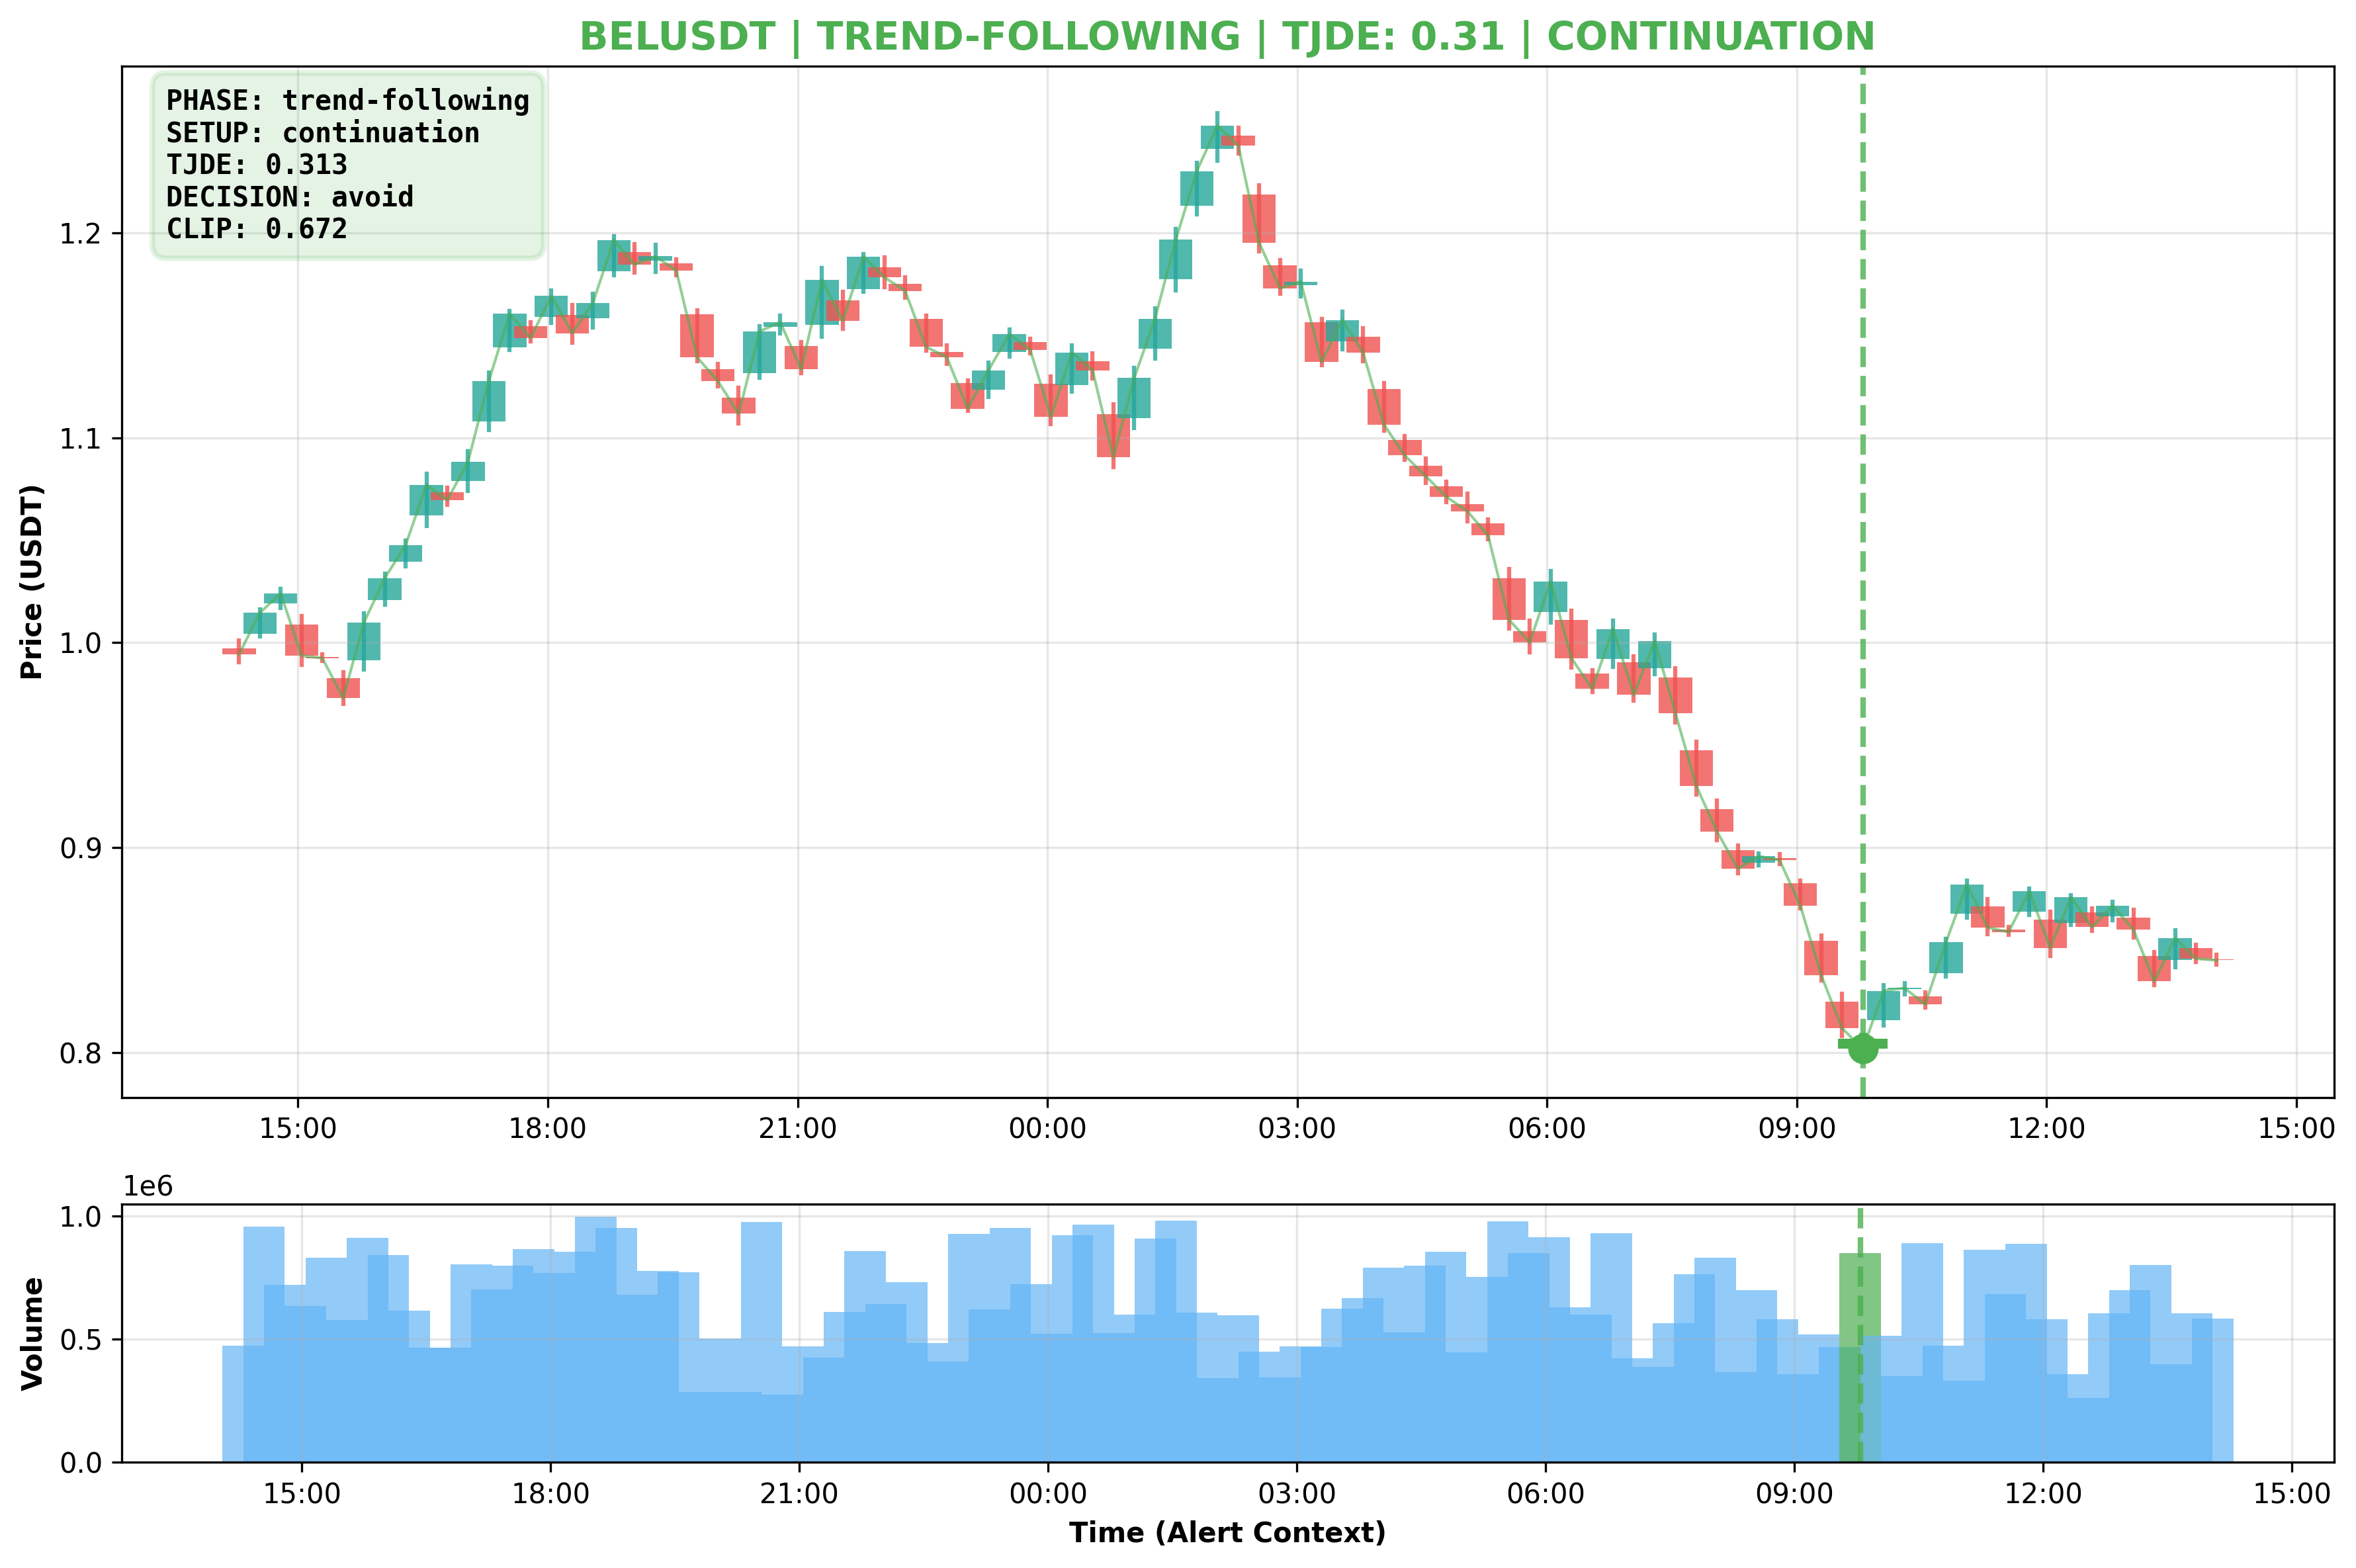 BELUSDT | TREND-FOLLOWING | TJDE: 0.31 | CONTINUATION
PHASE: trend-following
SETUP: continuation
TJDE: 0.313
DECISION: avoid
CLIP: 0.672
Price (USDT)
1.2
1.1
1.0
0.9
0.8
15:00 18:00 21:00 00:00 03:00 06:00 09:00 12:00 15:00
1e6
Volume
1.0
0.5
0.0
15:00 18:00 21:00 00:00 03:00 06:00 09:00 12:00 15:00
Time (Alert Context)